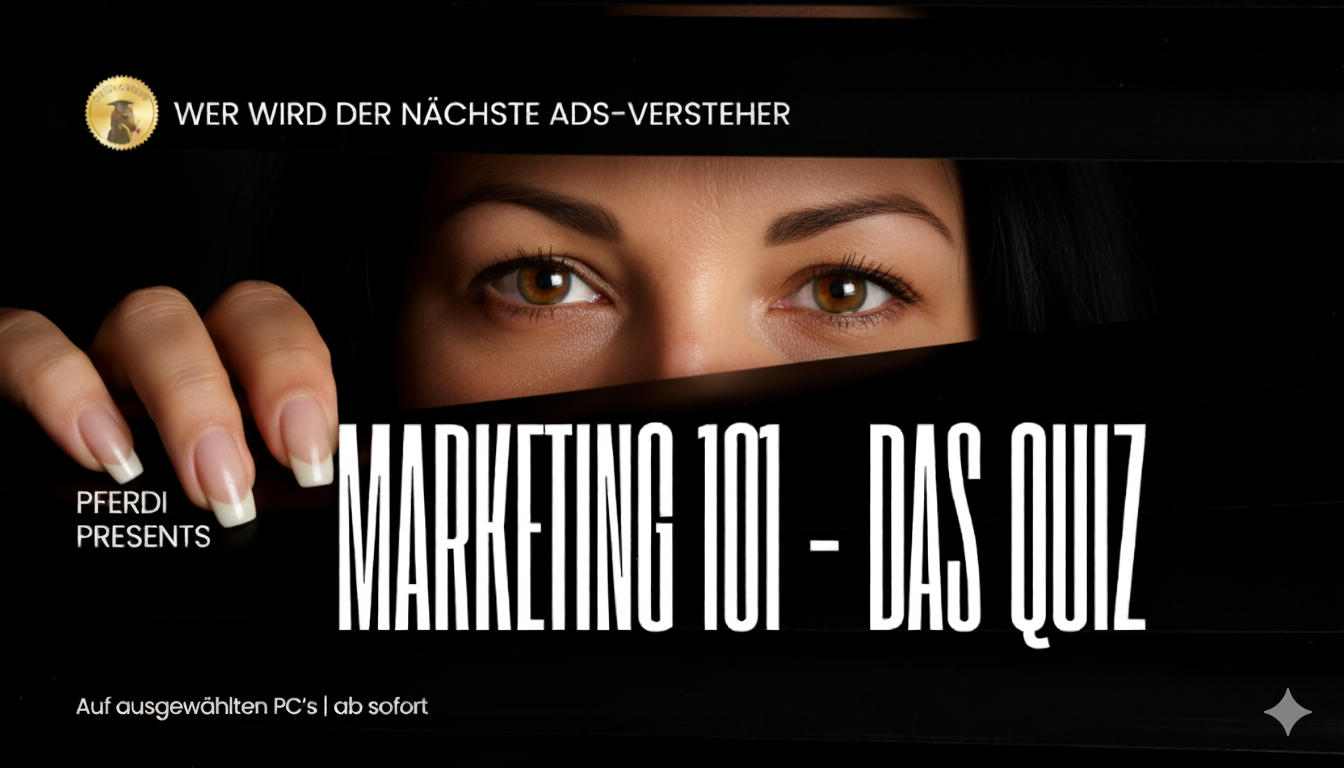 WER WIRD DER NÄCHSTE ADS-VERSTEHER
PFERDI
PRESENTS
MARKETING 101 - DAS QUIZ
Auf ausgewählten PC's | ab sofort